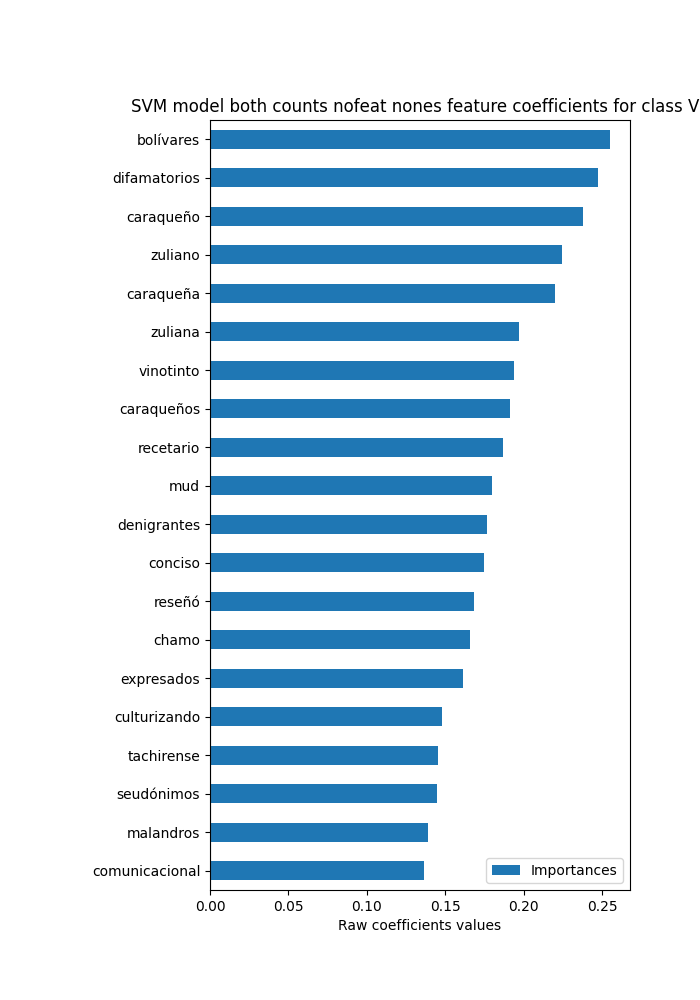 SVM model both counts nofeat nones feature coefficients for class V
bolívares
difamatorios
caraqueño
zuliano
caraqueña
zuliana
vinotinto
caraqueños
recetario
mud
denigrantes
conciso
reseñó
chamo
expresados
culturizando
tachirense
seudónimos
malandros
comunicacional
Importances
0.00 0.05 0.10 0.15 0.20 0.25
Raw coefficients values